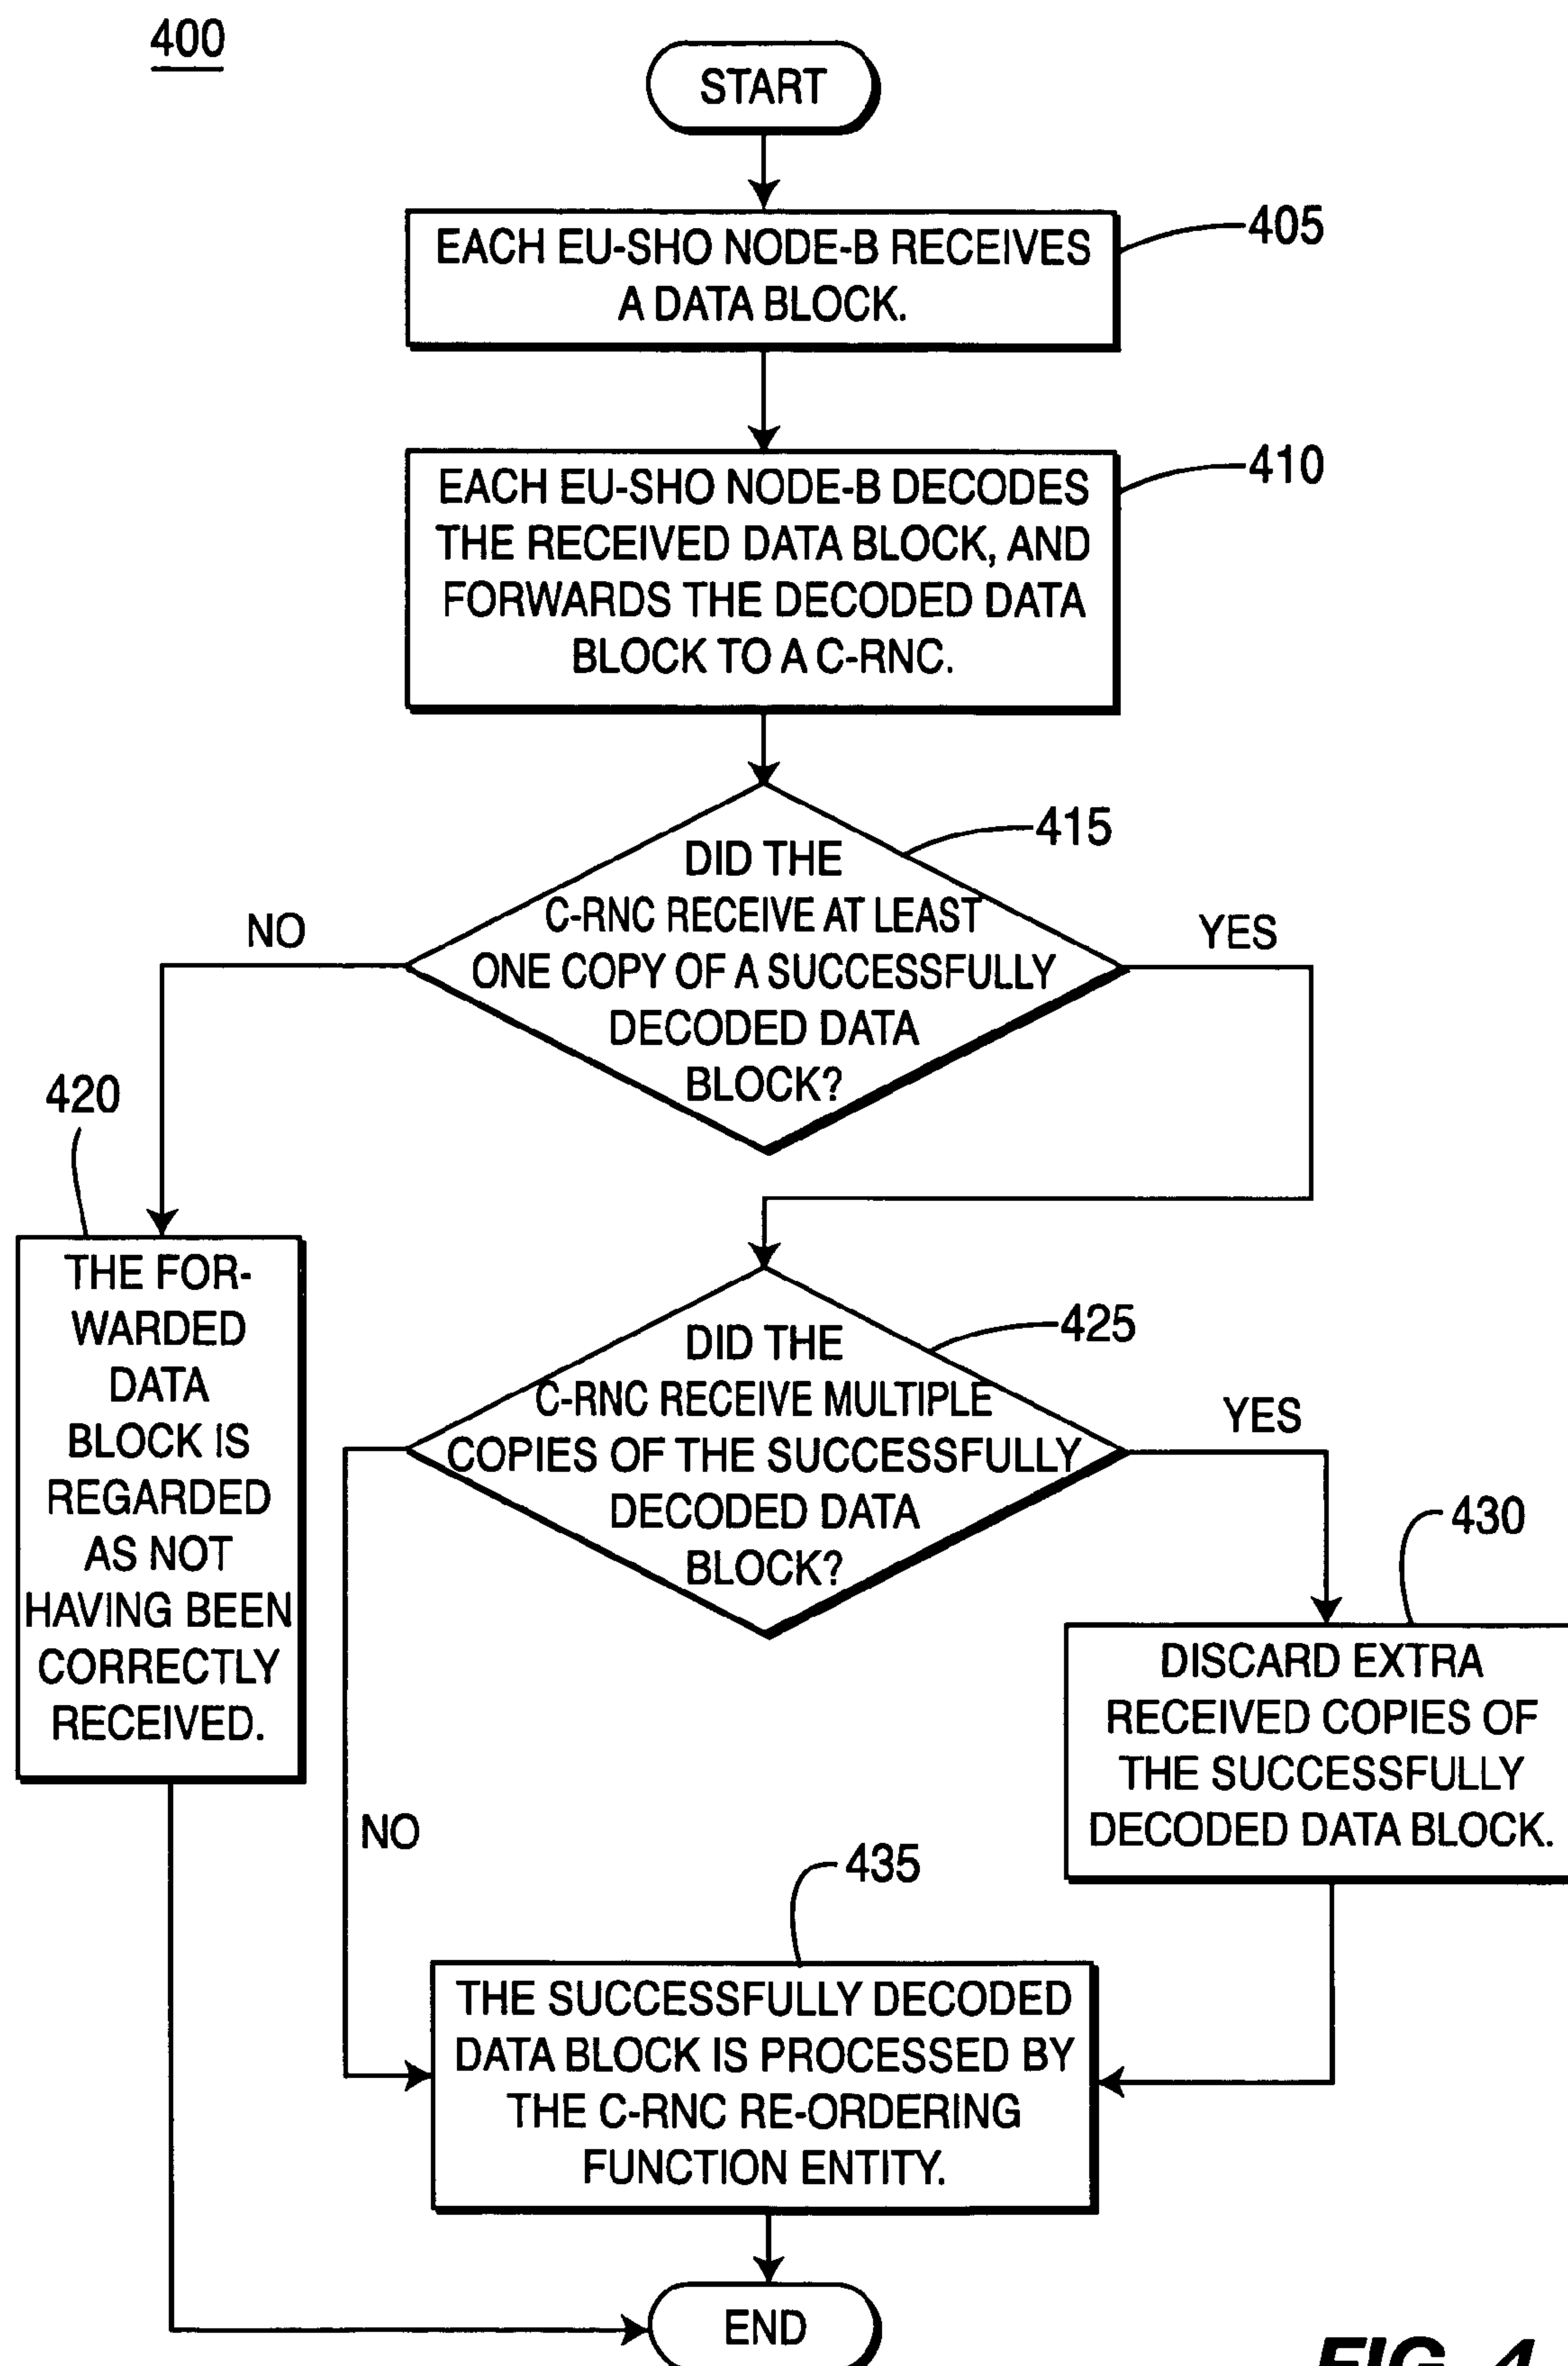 400
START
EACH EU-SHO NODE-B RECEIVES
A DATA BLOCK.
405
EACH EU-SHO NODE-B DECODES
THE RECEIVED DATA BLOCK, AND
FORWARDS THE DECODED DATA
BLOCK TO A C-RNC.
410
DID THE
C-RNC RECEIVE AT LEAST
ONE COPY OF A SUCCESSFULLY
DECODED DATA
BLOCK?
415
NO
YES
420
THE FOR-
WARDED
DATA
BLOCK IS
REGARDED
AS NOT
HAVING BEEN
CORRECTLY
RECEIVED.
DID THE
C-RNC RECEIVE MULTIPLE
COPIES OF THE SUCCESSFULLY
DECODED DATA
BLOCK?
425
YES
NO
430
DISCARD EXTRA
RECEIVED COPIES OF
THE SUCCESSFULLY
DECODED DATA BLOCK.
435
THE SUCCESSFULLY DECODED
DATA BLOCK IS PROCESSED BY
THE C-RNC RE-ORDERING
FUNCTION ENTITY.
END
FIG. 4